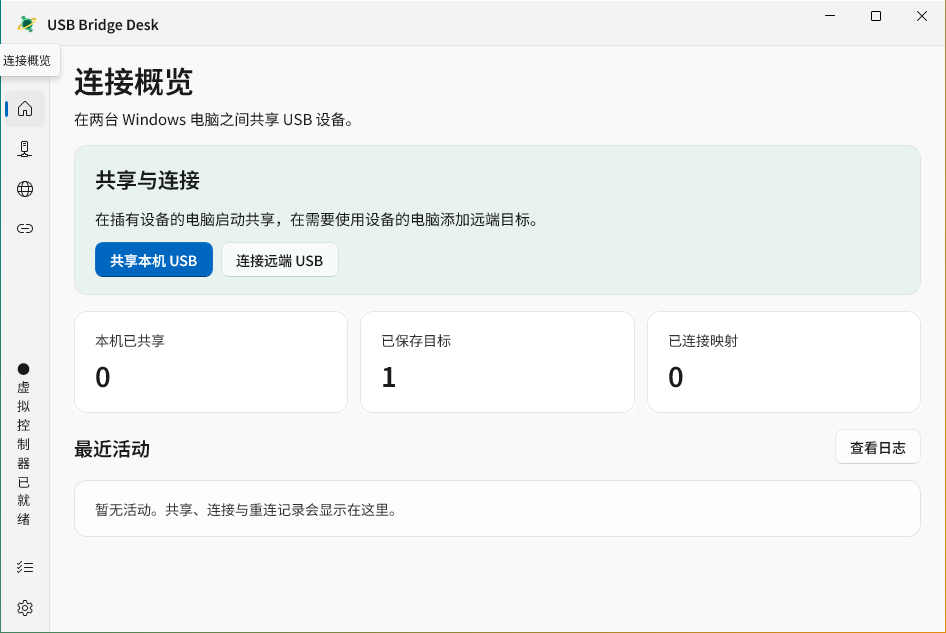 USB Bridge Desk
连接概览
连接概览
在两台 Windows 电脑之间共享 USB 设备。
共享与连接
在插有设备的电脑启动共享，在需要使用设备的电脑添加远端目标。
共享本机 USB
连接远端 USB
本机已共享
0
已保存目标
1
已连接映射
0
虚拟控制器已就绪
最近活动
查看日志
暂无活动。共享、连接与重连记录会显示在这里。